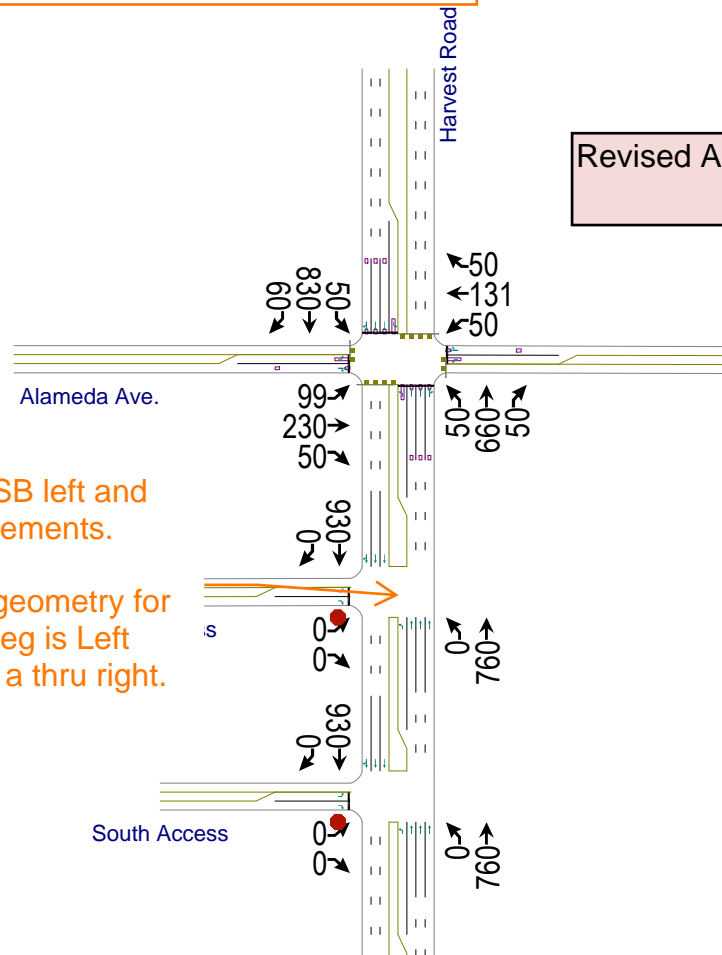 Harvest Road
Revised A
50
830
60
50
131
50
Alameda Ave.
99
230
50
50
660
50
SB left and
ements.
geometry for
eg is Left
a thru right.
930
0
s
0
0
0
760
930
0
South Access
0
0
0
760